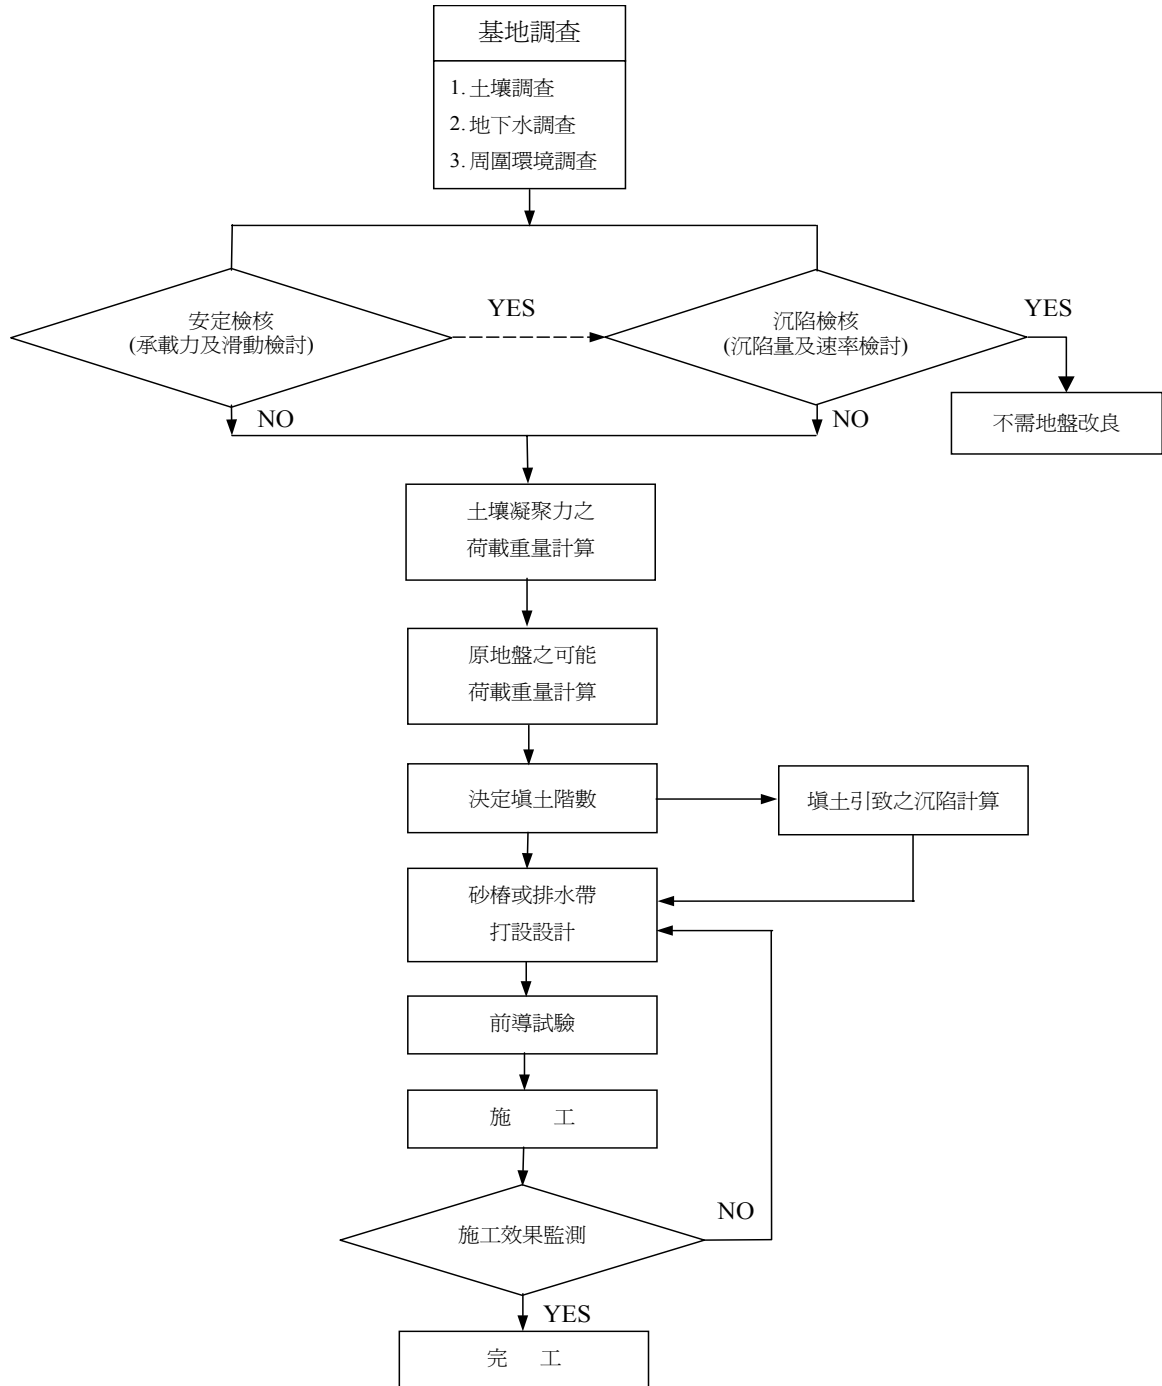 基地調查
1. 土壤調查
2. 地下水調查
3. 周圍環境調查
安定檢核
(承載力及滑動檢討)
YES
沉陷檢核
(沉陷量及速率檢討)
YES
NO
NO
不需地盤改良
土壤凝聚力之
荷載重量計算
原地盤之可能
荷載重量計算
決定填土階數
填土引致之沉陷計算
砂樁或排水帶
打設設計
前導試驗
施　　工
施工效果監測
NO
YES
完　　工